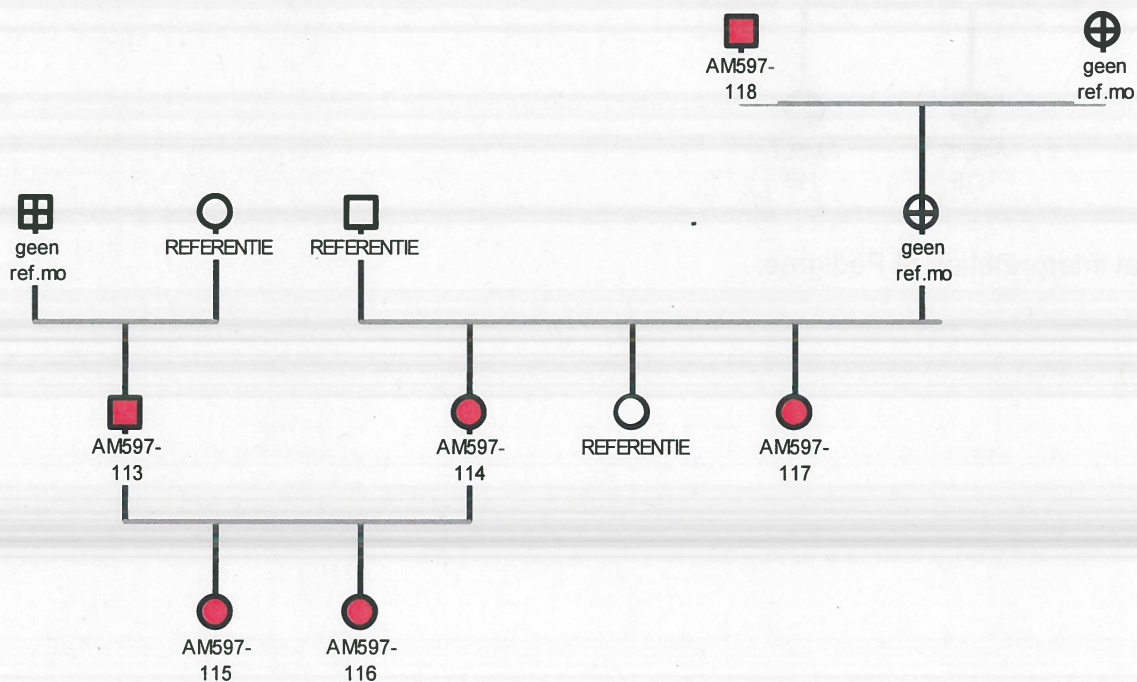 AM597-
118
geen
ref.mo
geen
ref.mo
REFERENTIE
REFERENTIE
geen
ref.mo
AM597-
113
AM597-
114
REFERENTIE
AM597-
117
AM597-
115
AM597-
116